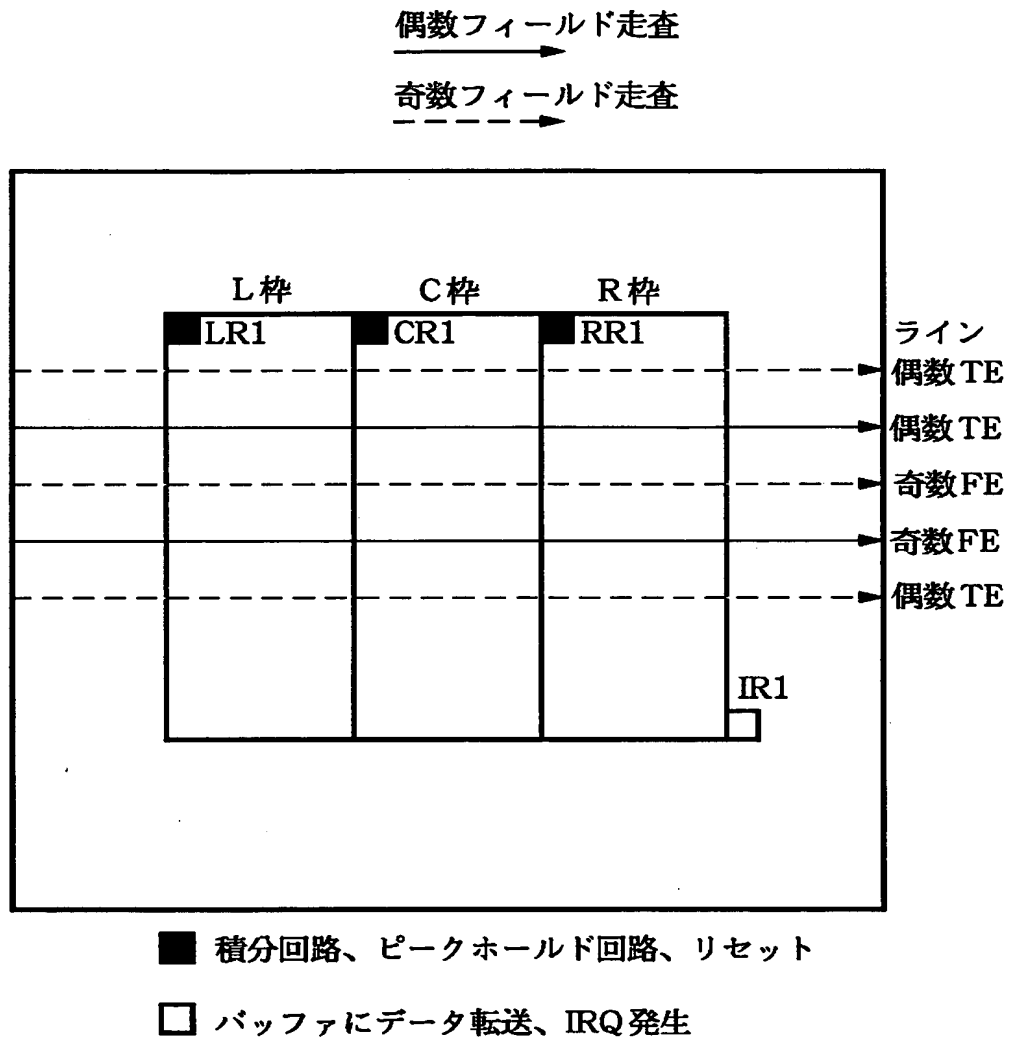 偶数フィールド走査
奇数フィールド走査
L枠 C枠 R枠
LR1 CR1 RR1
ライン
偶数TE
偶数TE
奇数FE
奇数FE
偶数TE
IR1
積分回路、ピークホールド回路、リセット
バッファにデータ転送、IRQ発生